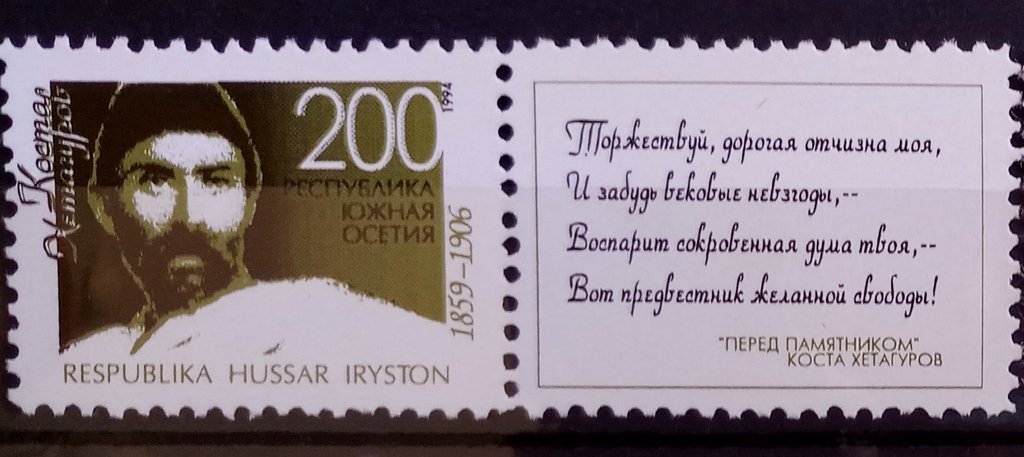 Коста
Хетагуров
200
1994
РЕСПУБЛИКА
ЮЖНАЯ
ОСЕТИЯ
1859-1906
RESPUBLIKA HUSSAR IRYSTON
Торжествуй, дорогая отчизна моя,
И забудь вековые невзгоды,--
Воспарит сокровенная дума твоя,--
Вот предвестник желанной свободы!
"ПЕРЕД ПАМЯТНИКОМ"
КОСТА ХЕТАГУРОВ